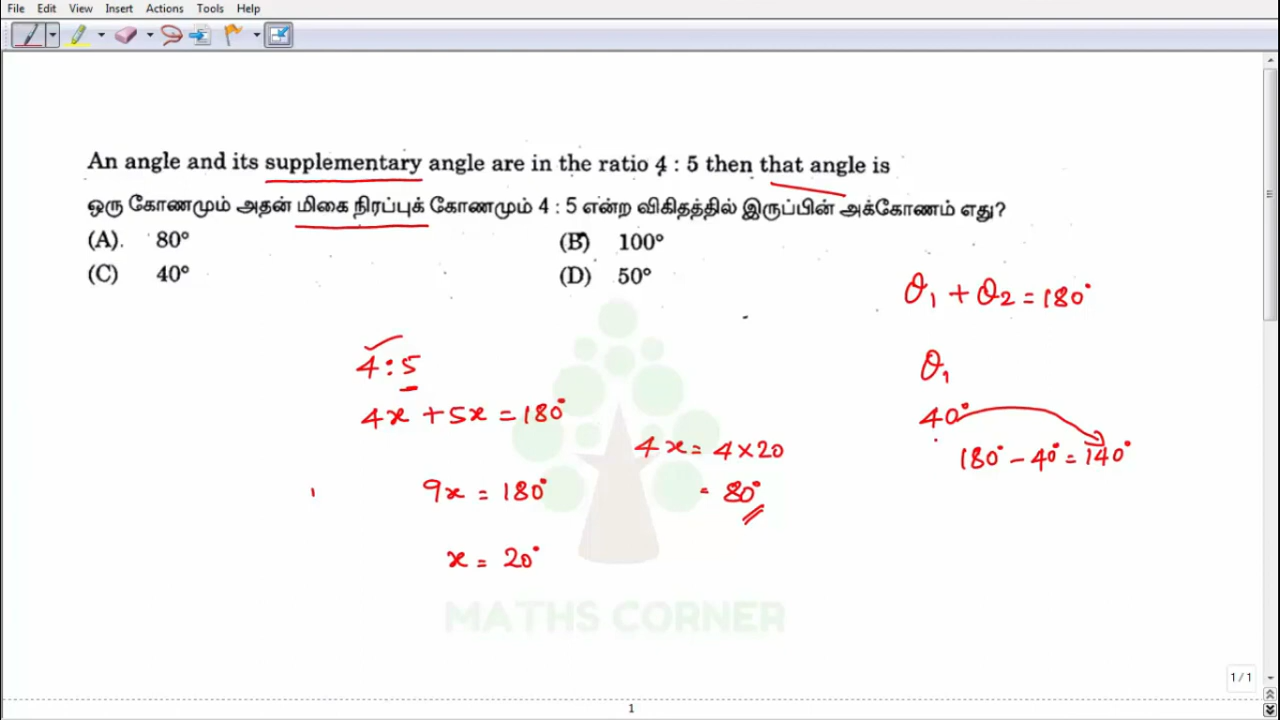 File Edit View Insert Actions Tools Help
An angle and its supplementary angle are in the ratio 4 : 5 then that angle is
ஒரு கோணமும் அதன் மிகை நிரப்புக் கோணமும் 4 : 5 என்ற விகிதத்தில் இருப்பின் அக்கோணம் எது?
(A). 80° (B) 100°
(C) 40° (D) 50°
θ₁ + θ₂ = 180°
4 : 5
θ₁
4x + 5x = 180°
40°
4x = 4 × 20
180° - 40° = 140°
9x = 180°
= 80°
x = 20°
MATHS CORNER
1 / 1
1